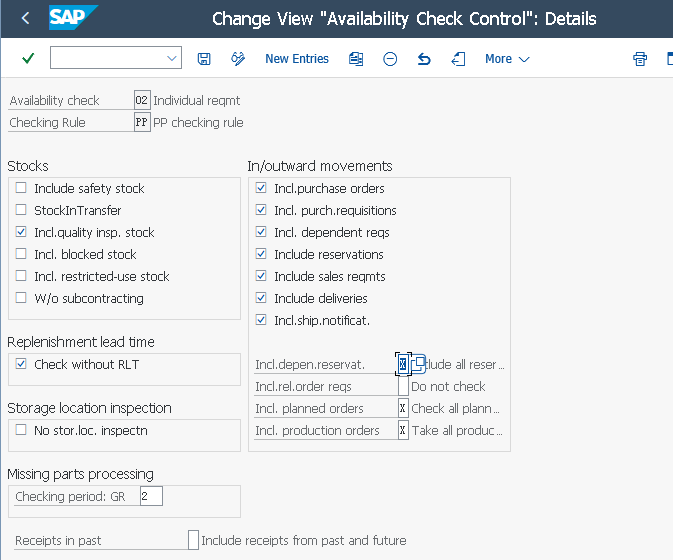 SAP
Change View "Availability Check Control": Details
New Entries
More
Availability check 02 Individual reqmt
Checking Rule PP PP checking rule
Stocks
Include safety stock
StockInTransfer
Incl.quality insp. stock
Incl. blocked stock
Incl. restricted-use stock
W/o subcontracting
Replenishment lead time
Check without RLT
Storage location inspection
No stor.loc. inspectn
Missing parts processing
Checking period: GR 2
In/outward movements
Incl.purchase orders
Incl. purch.requisitions
Incl. dependent reqs
Include reservations
Include sales reqmts
Include deliveries
Incl.ship.notificat.
Incl.depen.reservat. X all reser...
Incl.rel.order reqs Do not check
Incl. planned orders X Check all plann...
Incl. production orders X Take all produc...
Receipts in past Include receipts from past and future